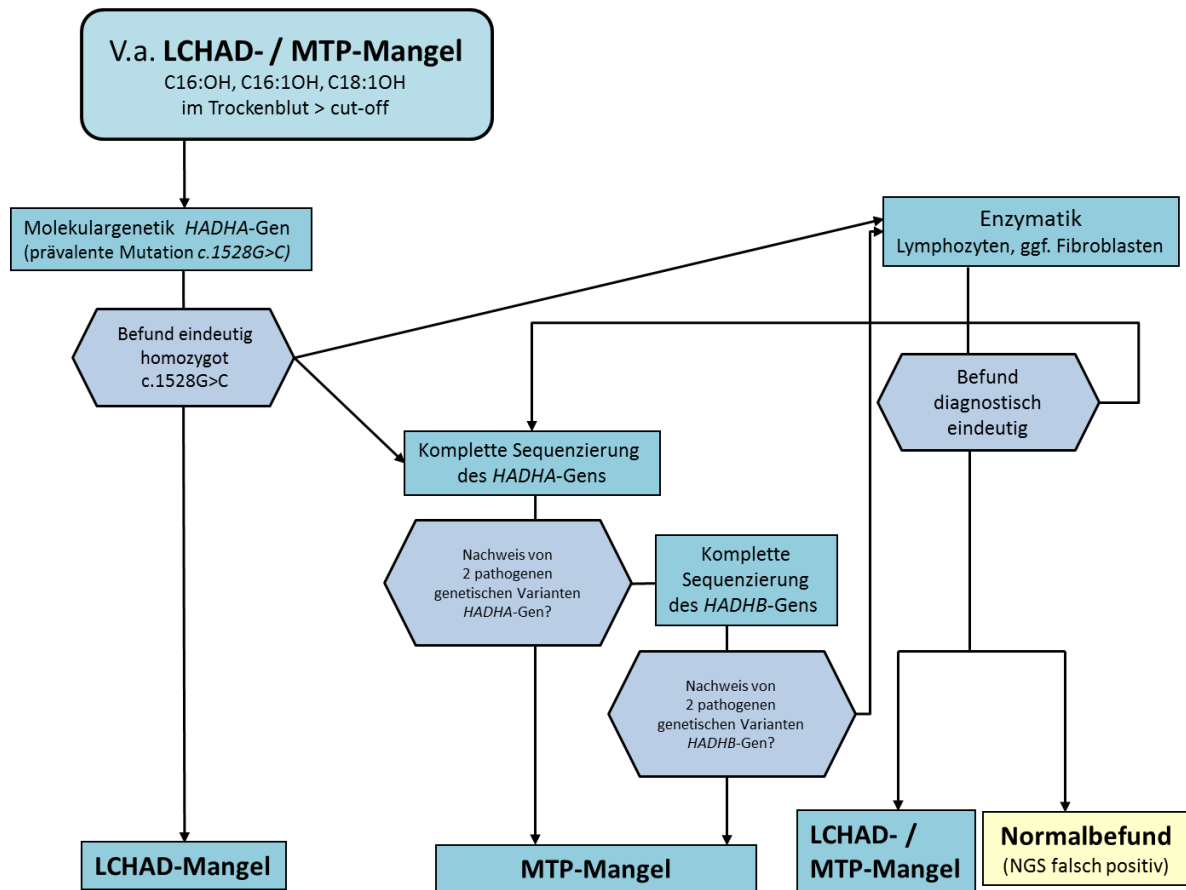 V.a. LCHAD- / MTP-Mangel
C16:OH, C16:1OH, C18:1OH
im Trockenblut > cut-off
Molekulargenetik HADHA-Gen
(prävalente Mutation c.1528G>C)
Enzymatik
Lymphozyten, ggf. Fibroblasten
Befund eindeutig
homozygot
c.1528G>C
Befund
diagnostisch
eindeutig
Komplette Sequenzierung
des HADHA-Gens
Nachweis von
2 pathogenen
genetischen Varianten
HADHA-Gen?
Komplette
Sequenzierung
des HADHB-Gens
Nachweis von
2 pathogenen
genetischen Varianten
HADHB-Gen?
LCHAD-Mangel
MTP-Mangel
LCHAD- /
MTP-Mangel
Normalbefund
(NGS falsch positiv)